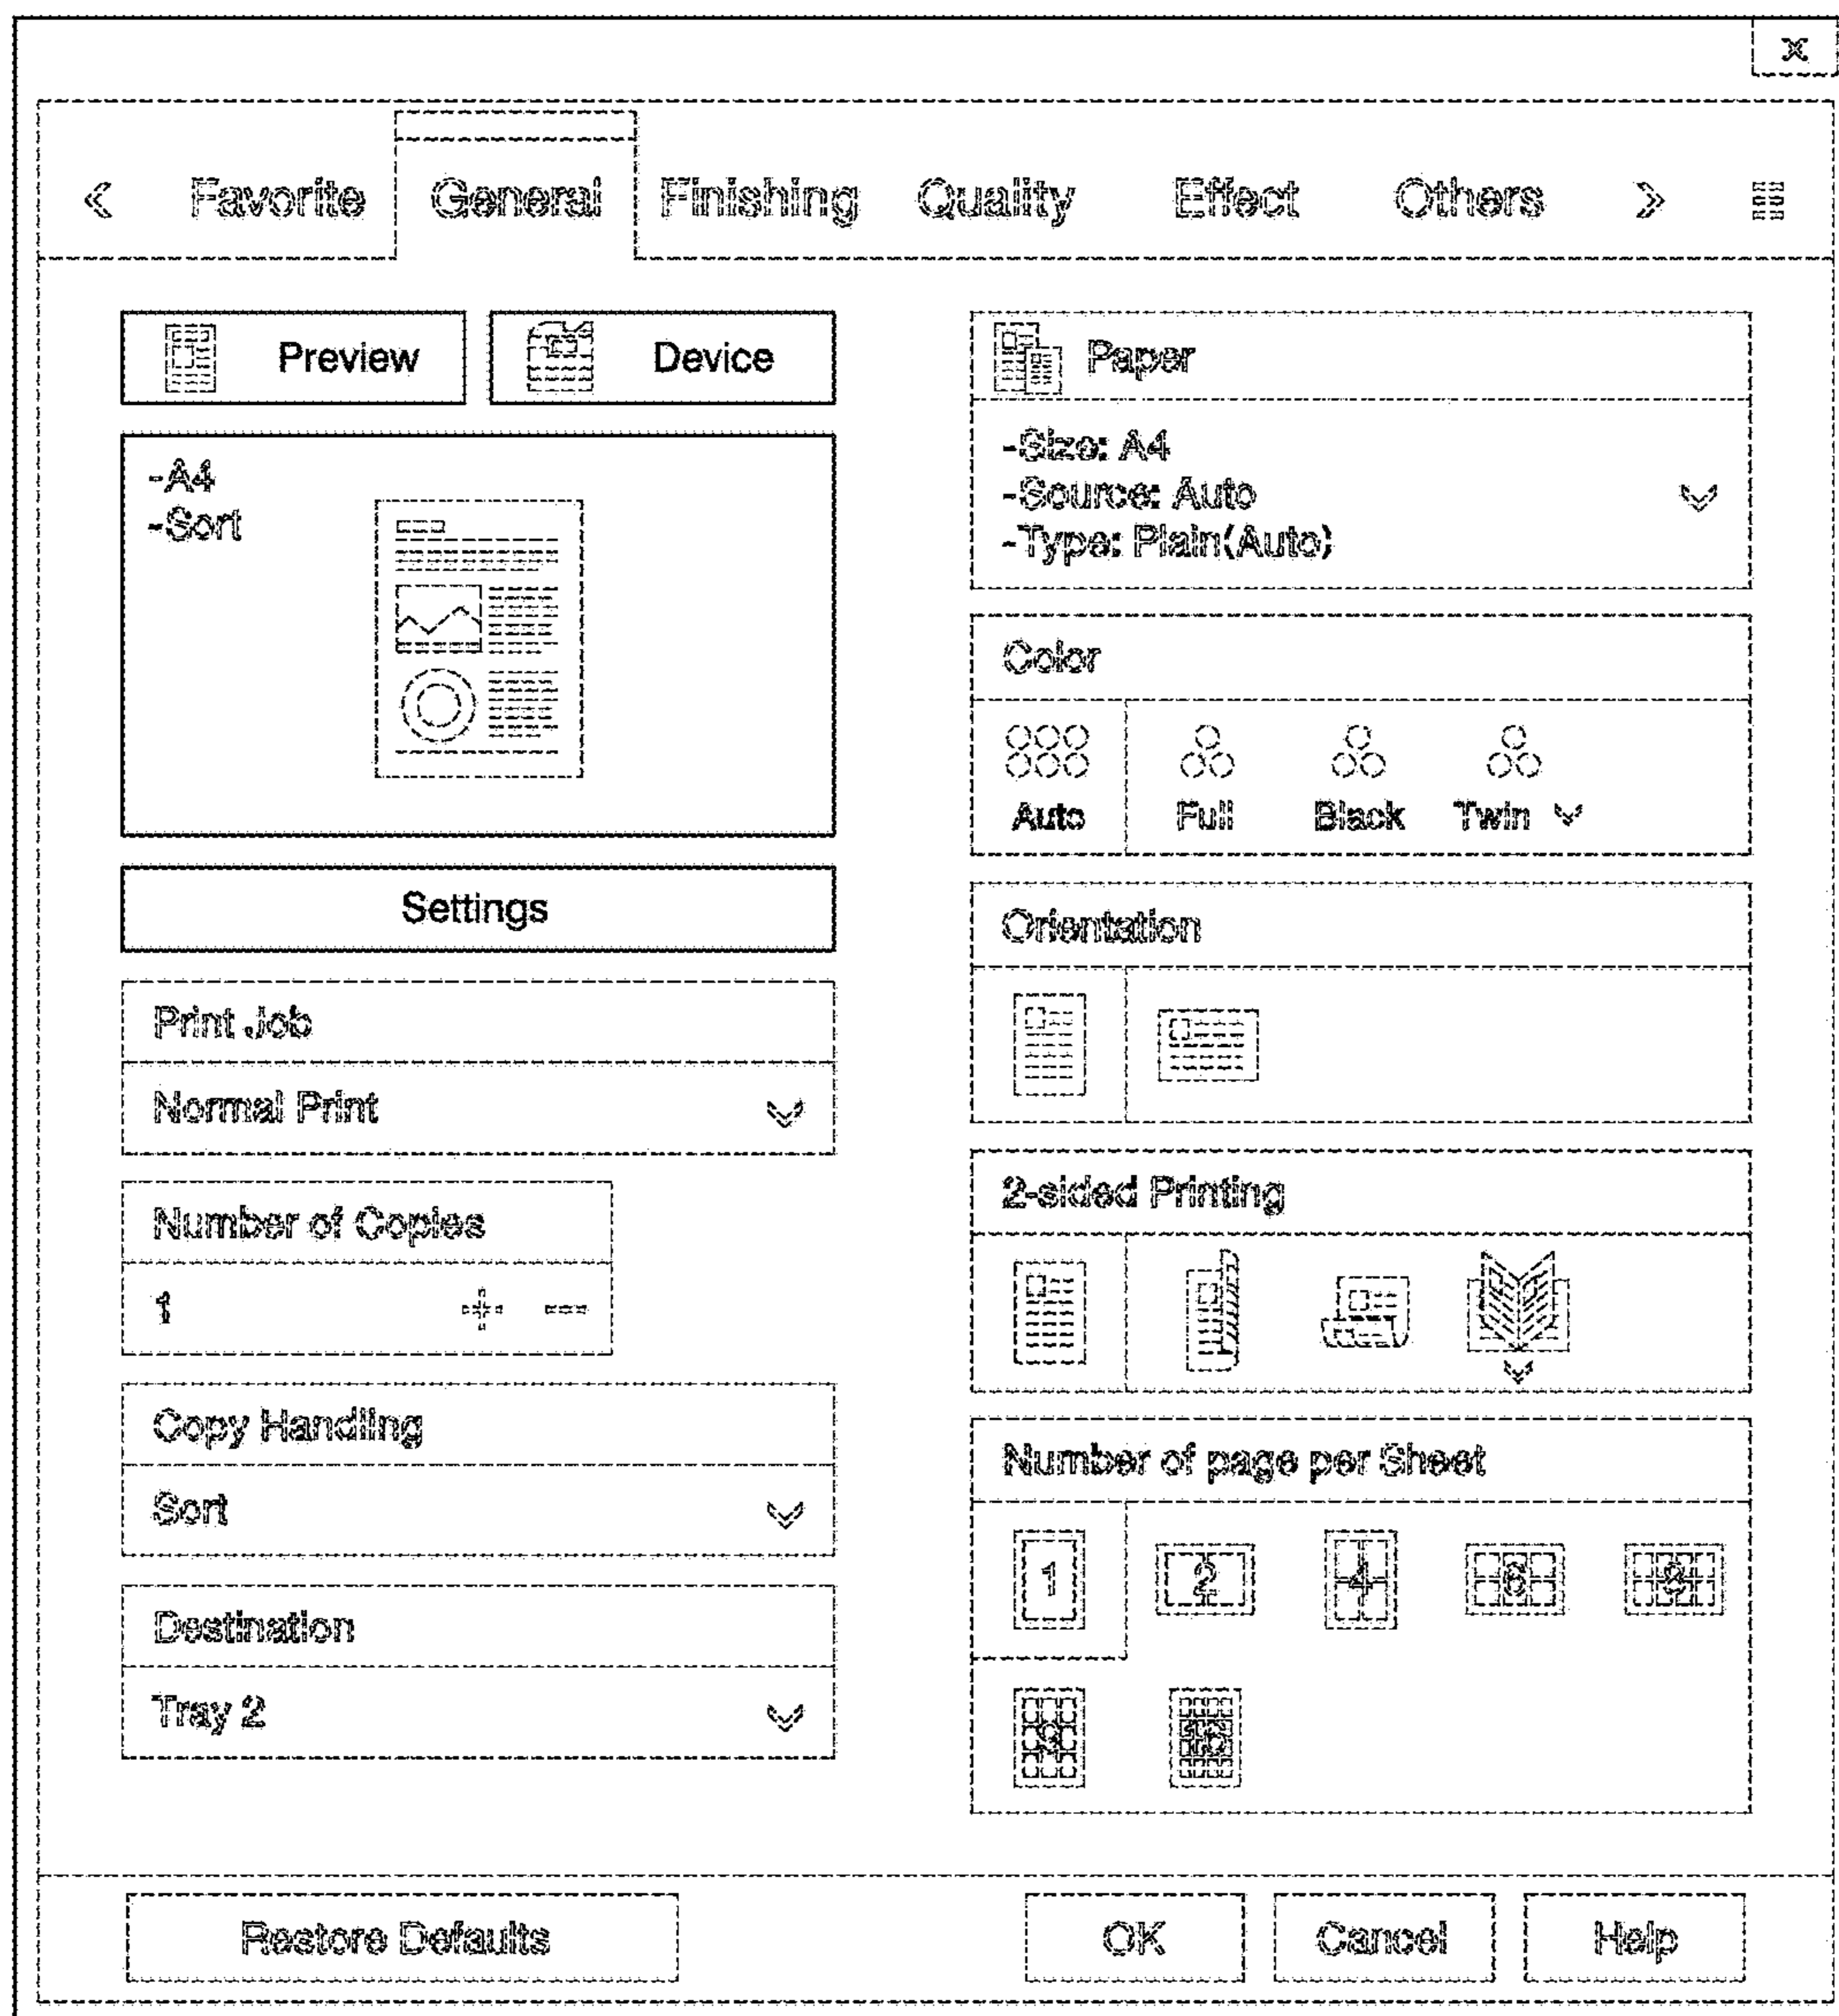 X
Favorite General Finishing Quality Effect Others
Preview Device
-A4
-Sort
Settings
Print Job
Normal Print
Number of Copies
1
Copy Handling
Sort
Destination
Tray 2
Paper
-Size: A4
-Source: Auto
-Type: Plain(Auto)
Color
Auto Full Black Twin
Orientation
2-sided Printing
Number of page per Sheet
1 2 4 6
9
Restore Defaults OK Cancel Help